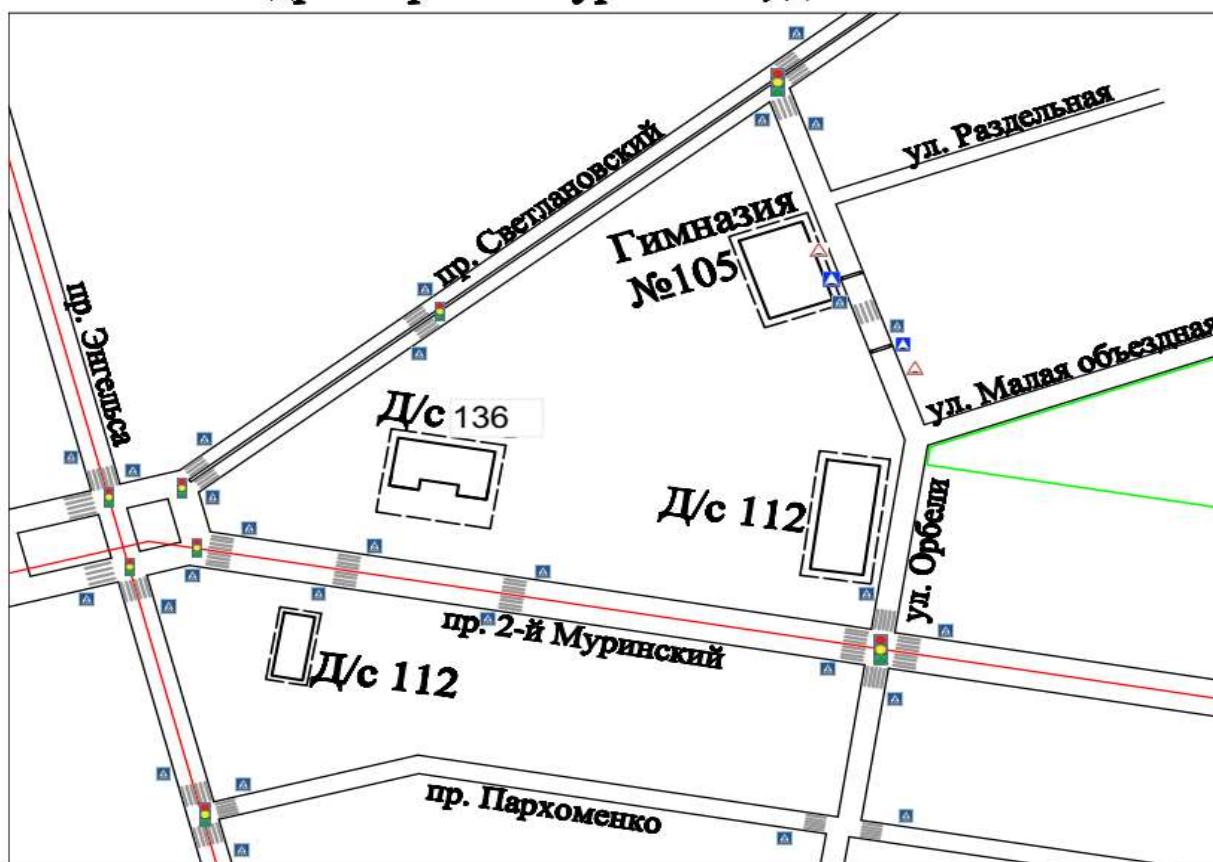 пр. Светлановский
ул. Раздельная
Гимназия
№105
пр. Энгельса
ул. Малая объездная
Д/с 136
Д/с 112
ул. Орбели
пр. 2-й Муринский
Д/с 112
пр. Пархоменко